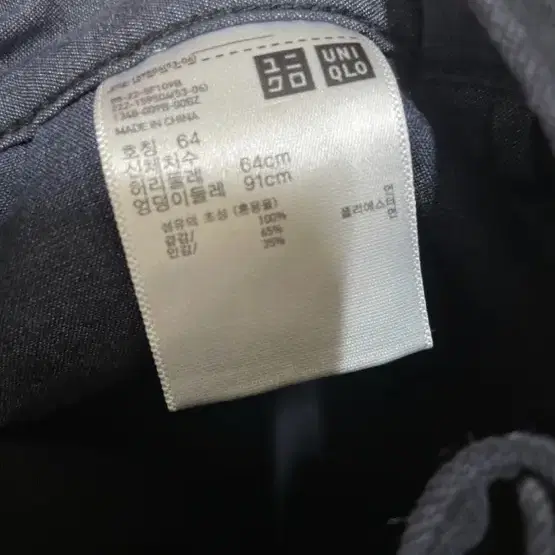 ユニ
クロ
UNI
QLO
MADE IN CHINA
호칭 64
신체치수
허리둘레 64cm
엉덩이둘레 91cm
섬유의 조성 (혼용율)
겉감/ 100%
안감/ 65%
35%
폴리에스터